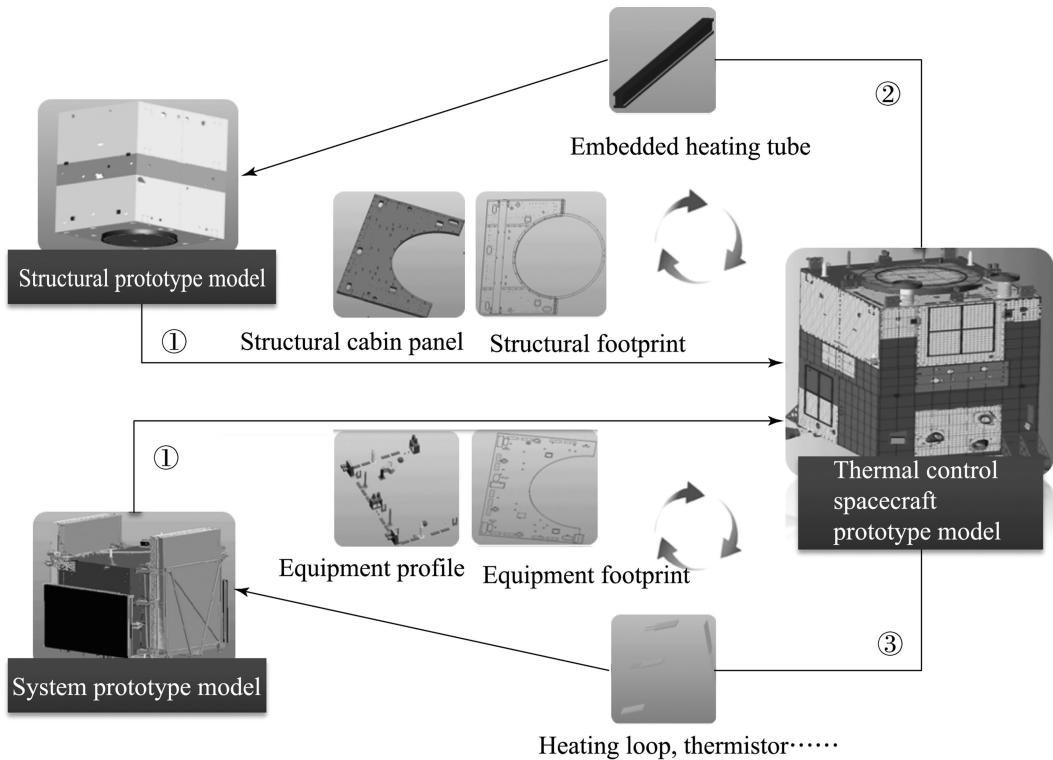 ②
Embedded heating tube
Structural prototype model
①
Structural cabin panel
Structural footprint
①
Equipment profile
Equipment footprint
Thermal control
spacecraft
prototype model
System prototype model
③
Heating loop, thermistor······